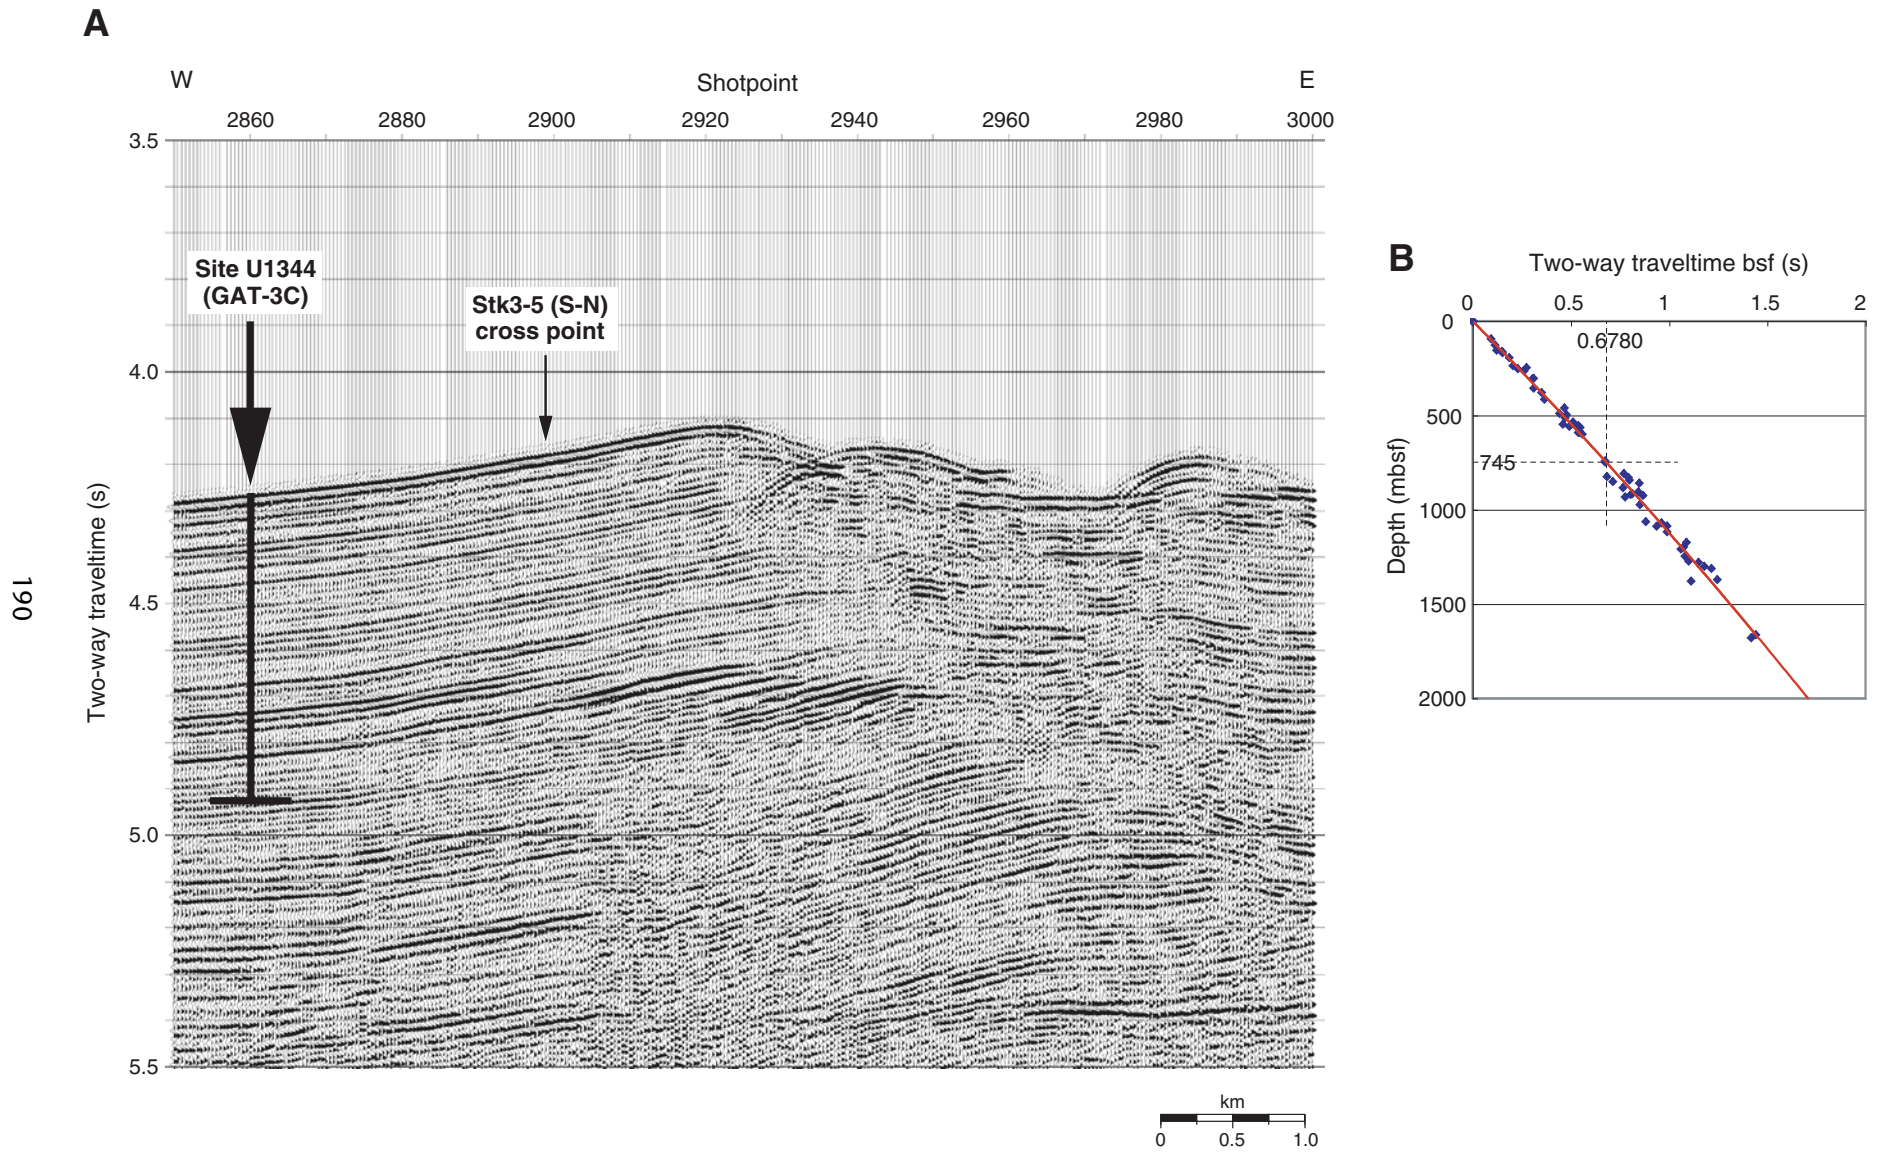 A
W
Shotpoint
E
2860
2880
2900
2920
2940
2960
2980
3000
3.5
4.0
4.5
5.0
5.5
Two-way traveltime (s)
Site U1344
(GAT-3C)
Stk3-5 (S-N)
cross point
km
0
0.5
1.0
190
B
Two-way traveltime bsf (s)
0
0.5
1
1.5
2
0
500
1000
1500
2000
Depth (mbsf)
0.6780
745